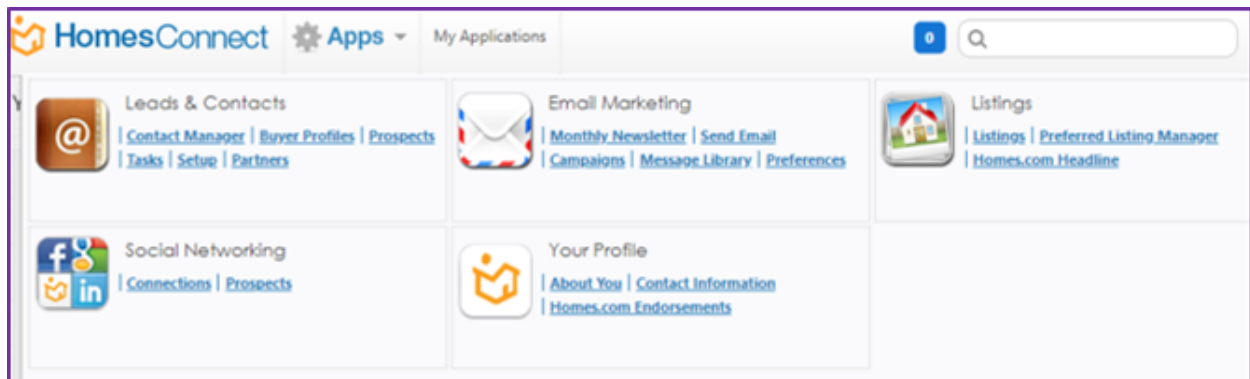 HomesConnect Apps My Applications 0
Y
Leads & Contacts
| Contact Manager | Buyer Profiles | Prospects
| Tasks | Setup | Partners
Email Marketing
| Monthly Newsletter | Send Email
| Campaigns | Message Library | Preferences
Listings
| Listings | Preferred Listing Manager
| Homes.com Headline
Social Networking
| Connections | Prospects
Your Profile
| About You | Contact Information
| Homes.com Endorsements
@
f g
in